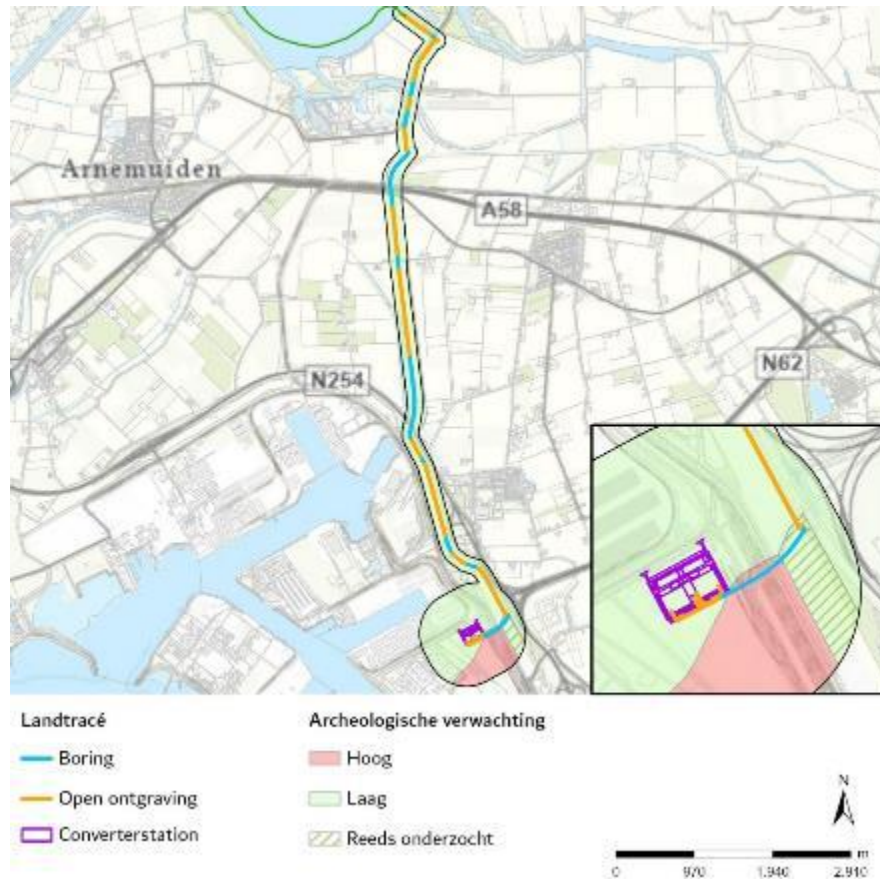 Arnemuiden
A58
N62
N254
Landtracé
Boring
Open ontgraving
Converterstation
Archeologische verwachting
Hoog
Laag
Reeds onderzocht
N
m
0 970 1.940 2.910